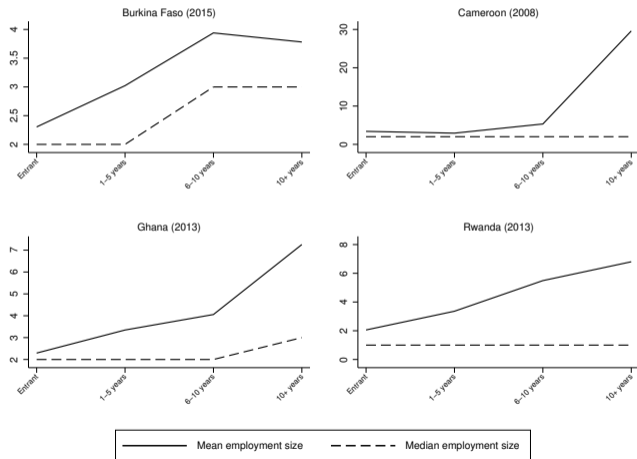 Burkina Faso (2015)
4
3.5
3
2.5
2
Entrant
1–5 years
6–10 years
10+ years
Cameroon (2008)
30
20
10
0
Entrant
1–5 years
6–10 years
10+ years
Ghana (2013)
7
6
5
4
3
2
Entrant
1–5 years
6–10 years
10+ years
Rwanda (2013)
8
6
4
2
0
Entrant
1–5 years
6–10 years
10+ years
Mean employment size
Median employment size